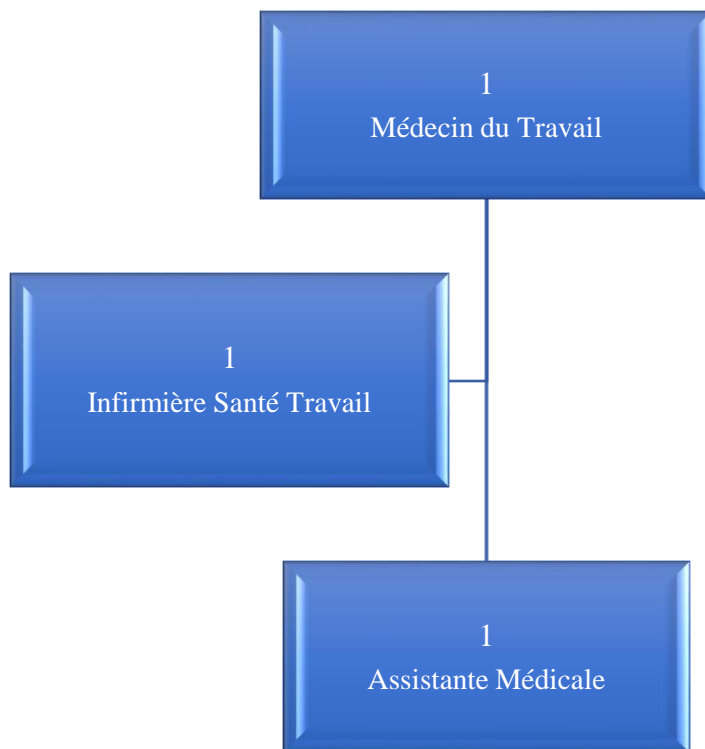 1
Médecin du Travail
1
Infirmière Santé Travail
1
Assistante Médicale